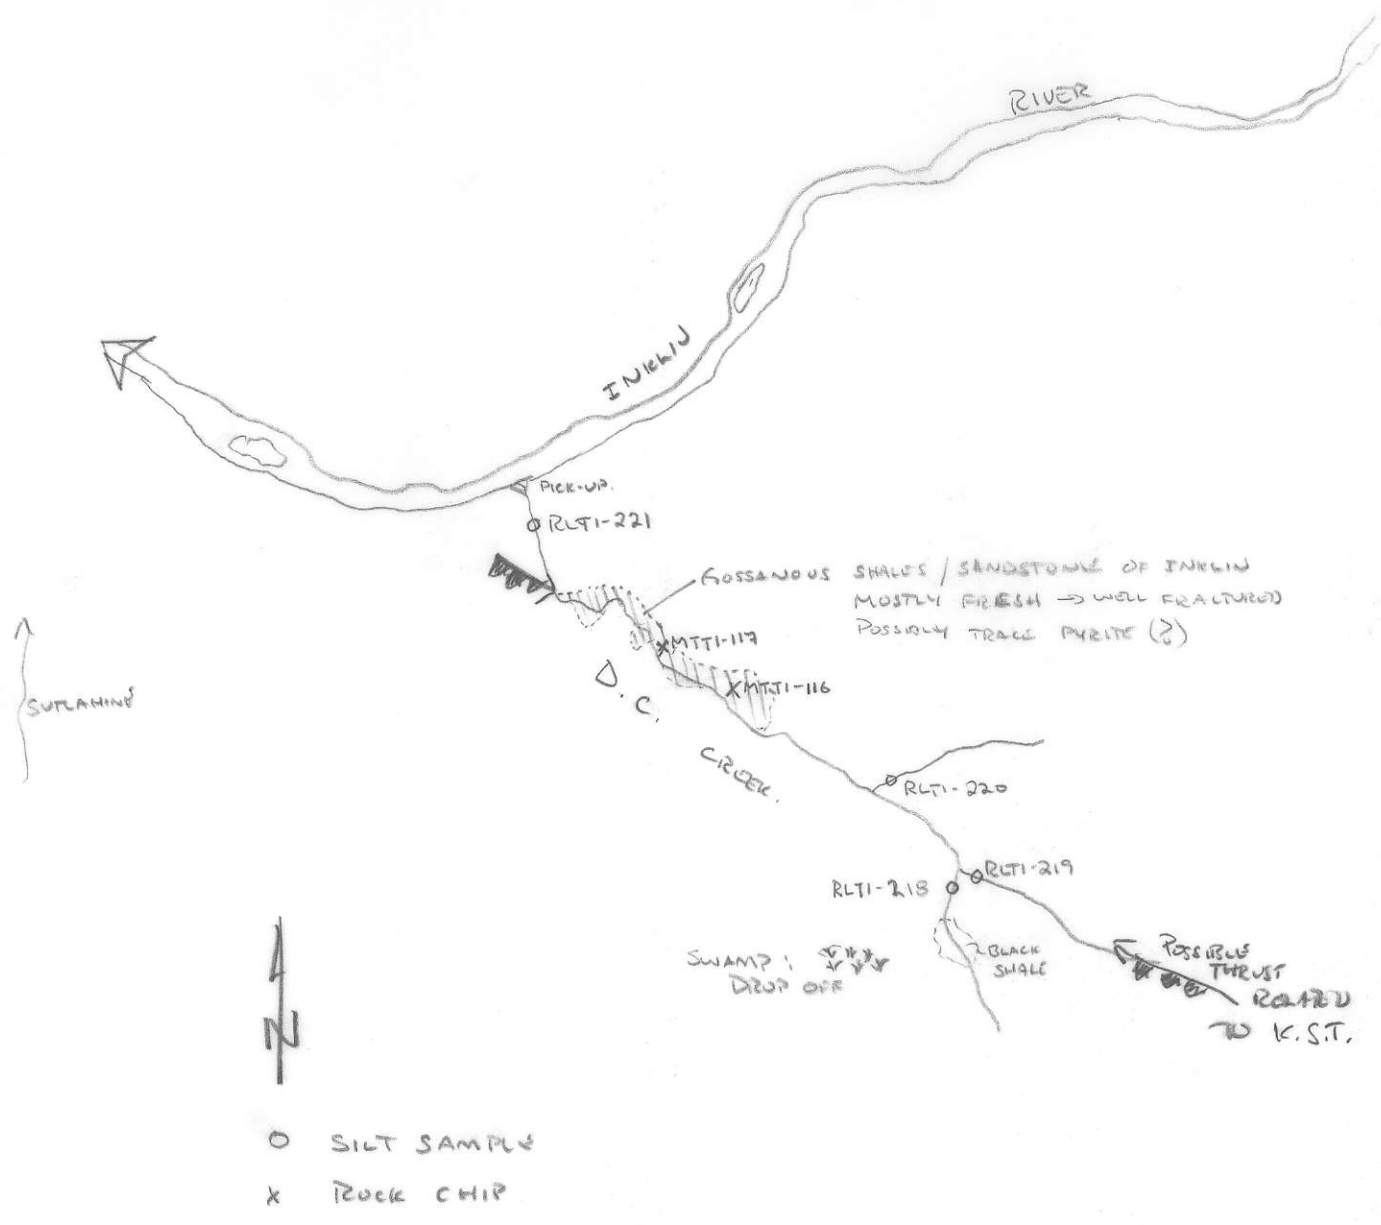 RIVER
INKLIN
PICK-UP.
RLTI-221
GOSSANOUS SHALES / SANDSTONE OF INKLIN
MOSTLY FRESH → WELL FRACTURED
POSSIBLY TRACE PYRITE (?)
MTTI-117
MTTI-116
D. C.
CREEK.
SUTLAHINE
RLTI-220
RLTI-219
RLTI-218
SWAMP;
DROP OFF
BLACK
SHALE
POSSIBLE
THRUST
RELATED
TO K.S.T.
N
O SILT SAMPLE
X ROCK CHIP